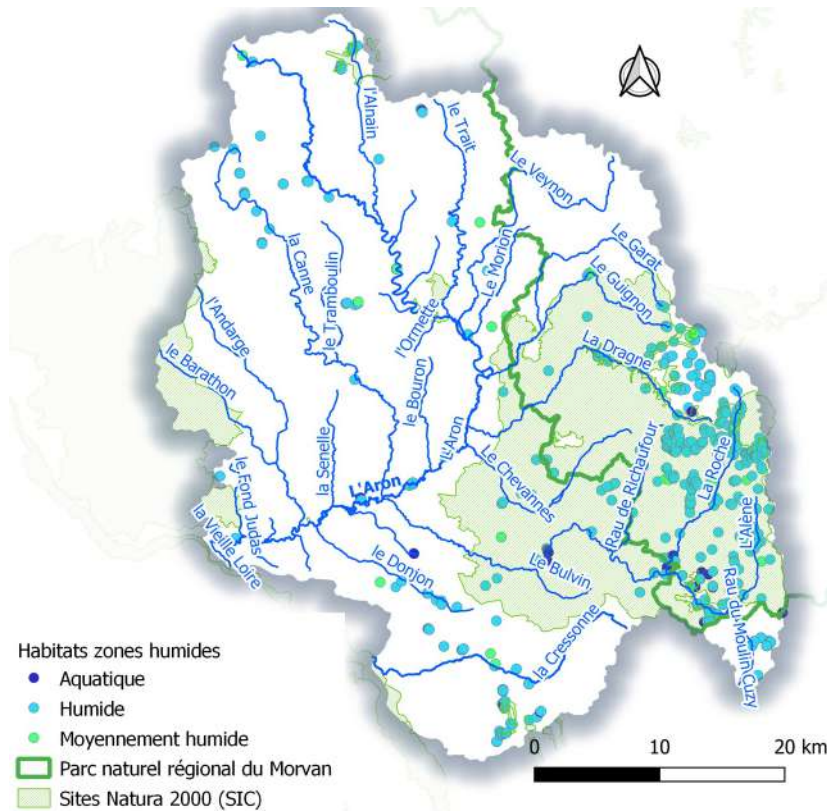 l'Alnain
le Trait
Le Veynon
Le Morion
Le Garat
Le Guignon
la Canne
le Tramboulin
l'Ormette
La Dragne
l'Andarge
le Barathon
le Bouron
L'Aron
la Senelle
le Fond Judas
la Vieille Loire
L'Aron
Le Chevannes
Rau de Richaufour
La Roche
L'Alène
le Donjon
Le Bulvin
la Cressonne
Rau du Moulin Cuzy
Habitats zones humides
Aquatique
Humide
Moyennement humide
Parc naturel régional du Morvan
Sites Natura 2000 (SIC)
0 10 20 km